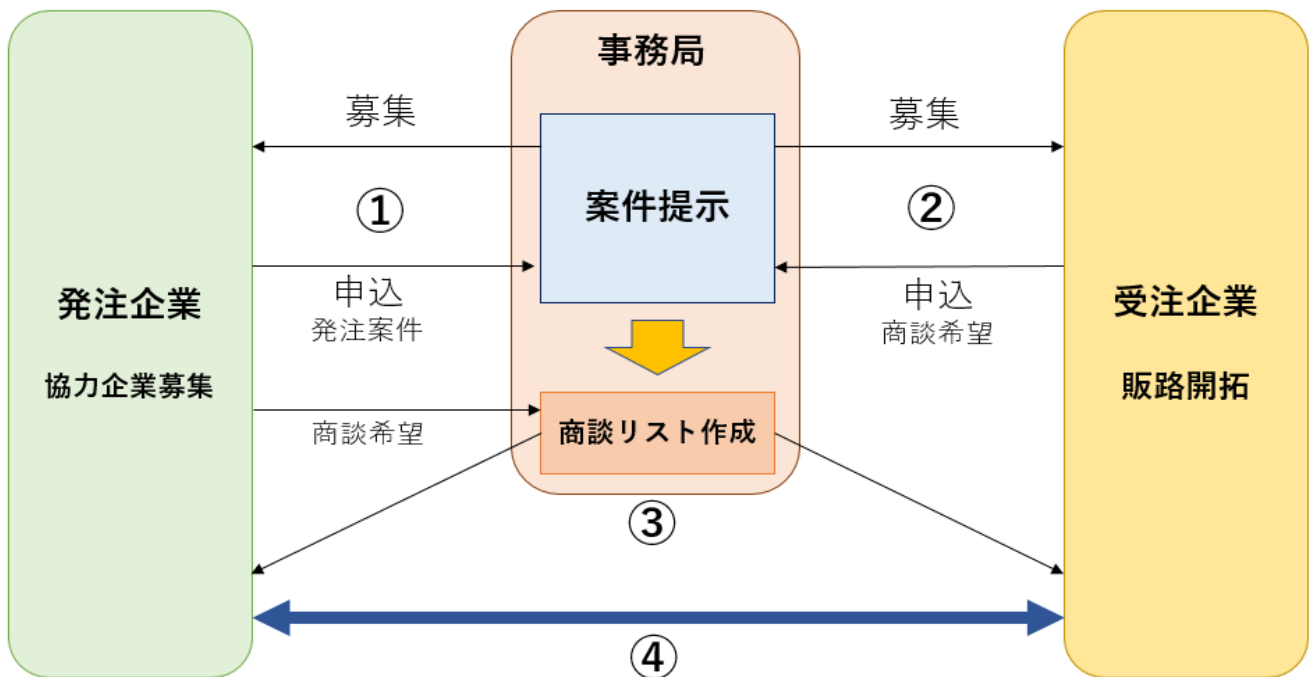 事務局
募集
募集
案件提示
①
②
発注企業
協力企業募集
申込
発注案件
申込
商談希望
受注企業
販路開拓
商談希望
商談リスト作成
③
④